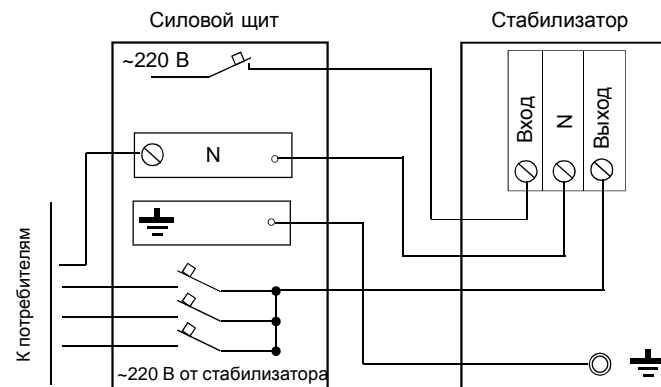 Силовой щит
Стабилизатор
~220 В
Вход
N
Выход
N
К потребителям
~220 В от стабилизатора